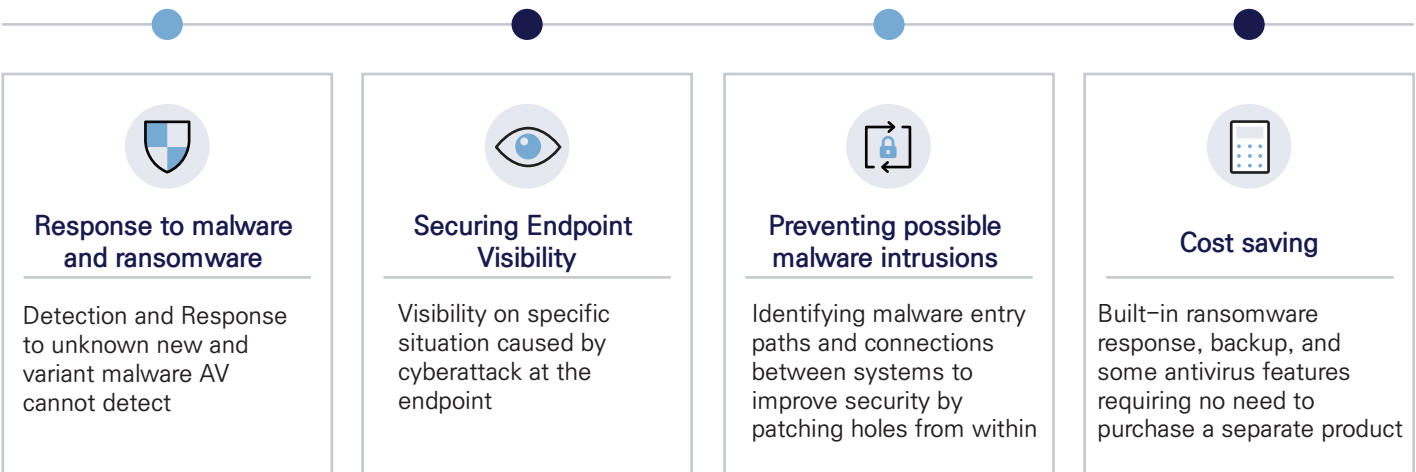 Response to malware
and ransomware
Detection and Response
to unknown new and
variant malware AV
cannot detect
Securing Endpoint
Visibility
Visibility on specific
situation caused by
cyberattack at the
endpoint
Preventing possible
malware intrusions
Identifying malware entry
paths and connections
between systems to
improve security by
patching holes from within
Cost saving
Built-in ransomware
response, backup, and
some antivirus features
requiring no need to
purchase a separate product